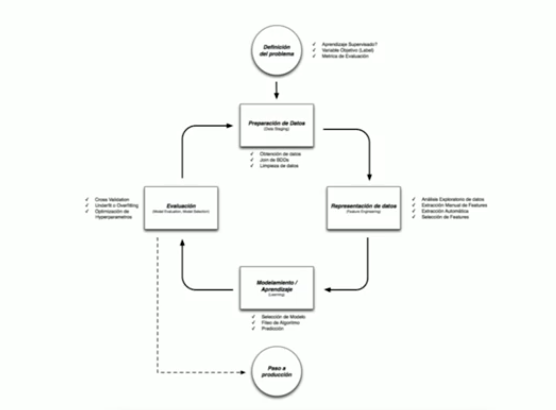 Definición
del problema
✓ Aprendizaje Supervisado?
✓ Variable Objetivo (Label)
✓ Metrica de Evaluación
Preparación de Datos
(Data Staging)
✓ Obtención de datos
✓ Join de BDDs
✓ Limpieza de datos
Evaluación
(Model Evaluation, Model Selection)
✓ Cross Validation
✓ Underfit o Overfitting
✓ Optimización de
Hyperparametros
Representación de datos
(Feature Engineering)
✓ Análisis Exploratorio de datos
✓ Extracción Manual de Features
✓ Extracción Automática
✓ Selección de Features
Modelamiento /
Aprendizaje
(Learning)
✓ Selección de Modelo
✓ Fiteo de Algoritmo
✓ Predicción
Paso a
producción